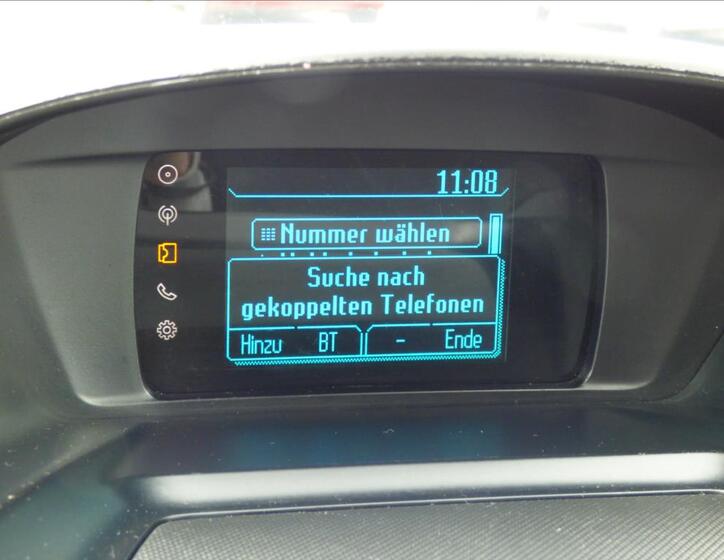 11:08
Nummer wählen
Suche nach
gekoppelten Telefonen
Hinzu BT - Ende